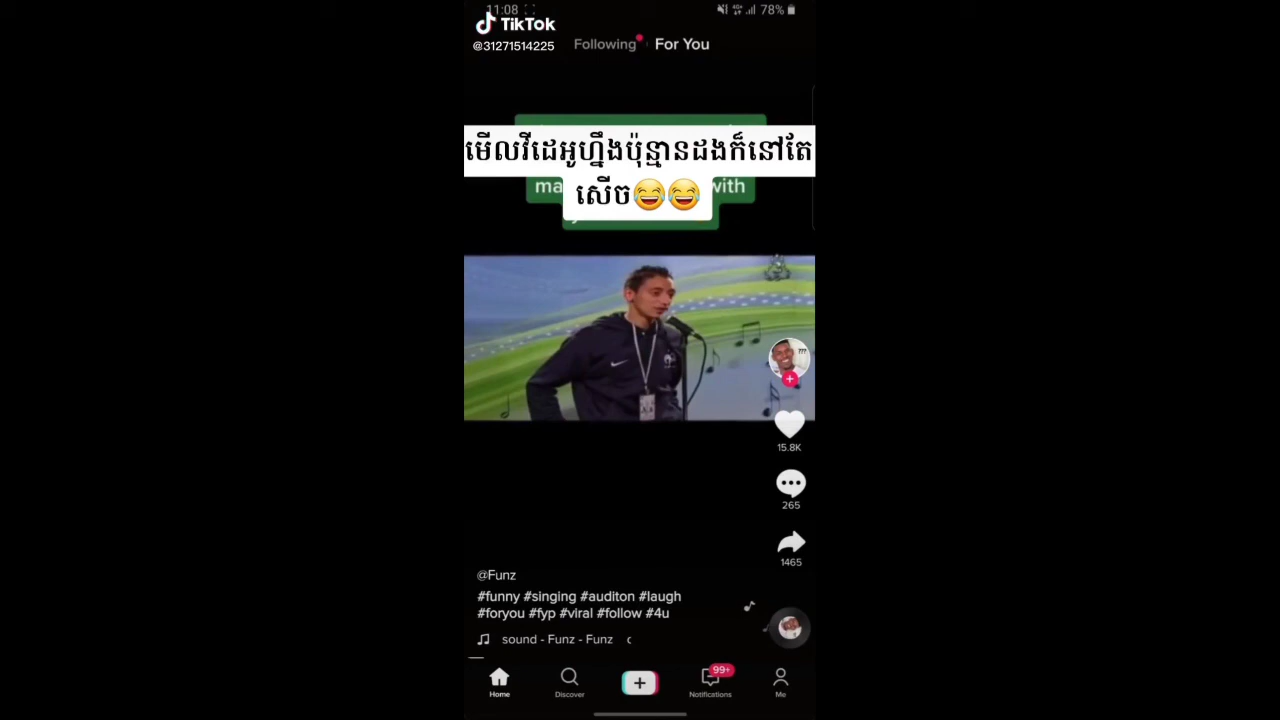 11:08
78%
TikTok
@31271514225
Following
For You
មើលវីដេអូហ្នឹងប៉ុន្មានដងក៏នៅតែ
សើច😂😂
ma
with
15.8K
265
1465
@Funz
#funny #singing #auditon #laugh
#foryou #fyp #viral #follow #4u
sound - Funz - Funz
99+
Home
Discover
Notifications
Me